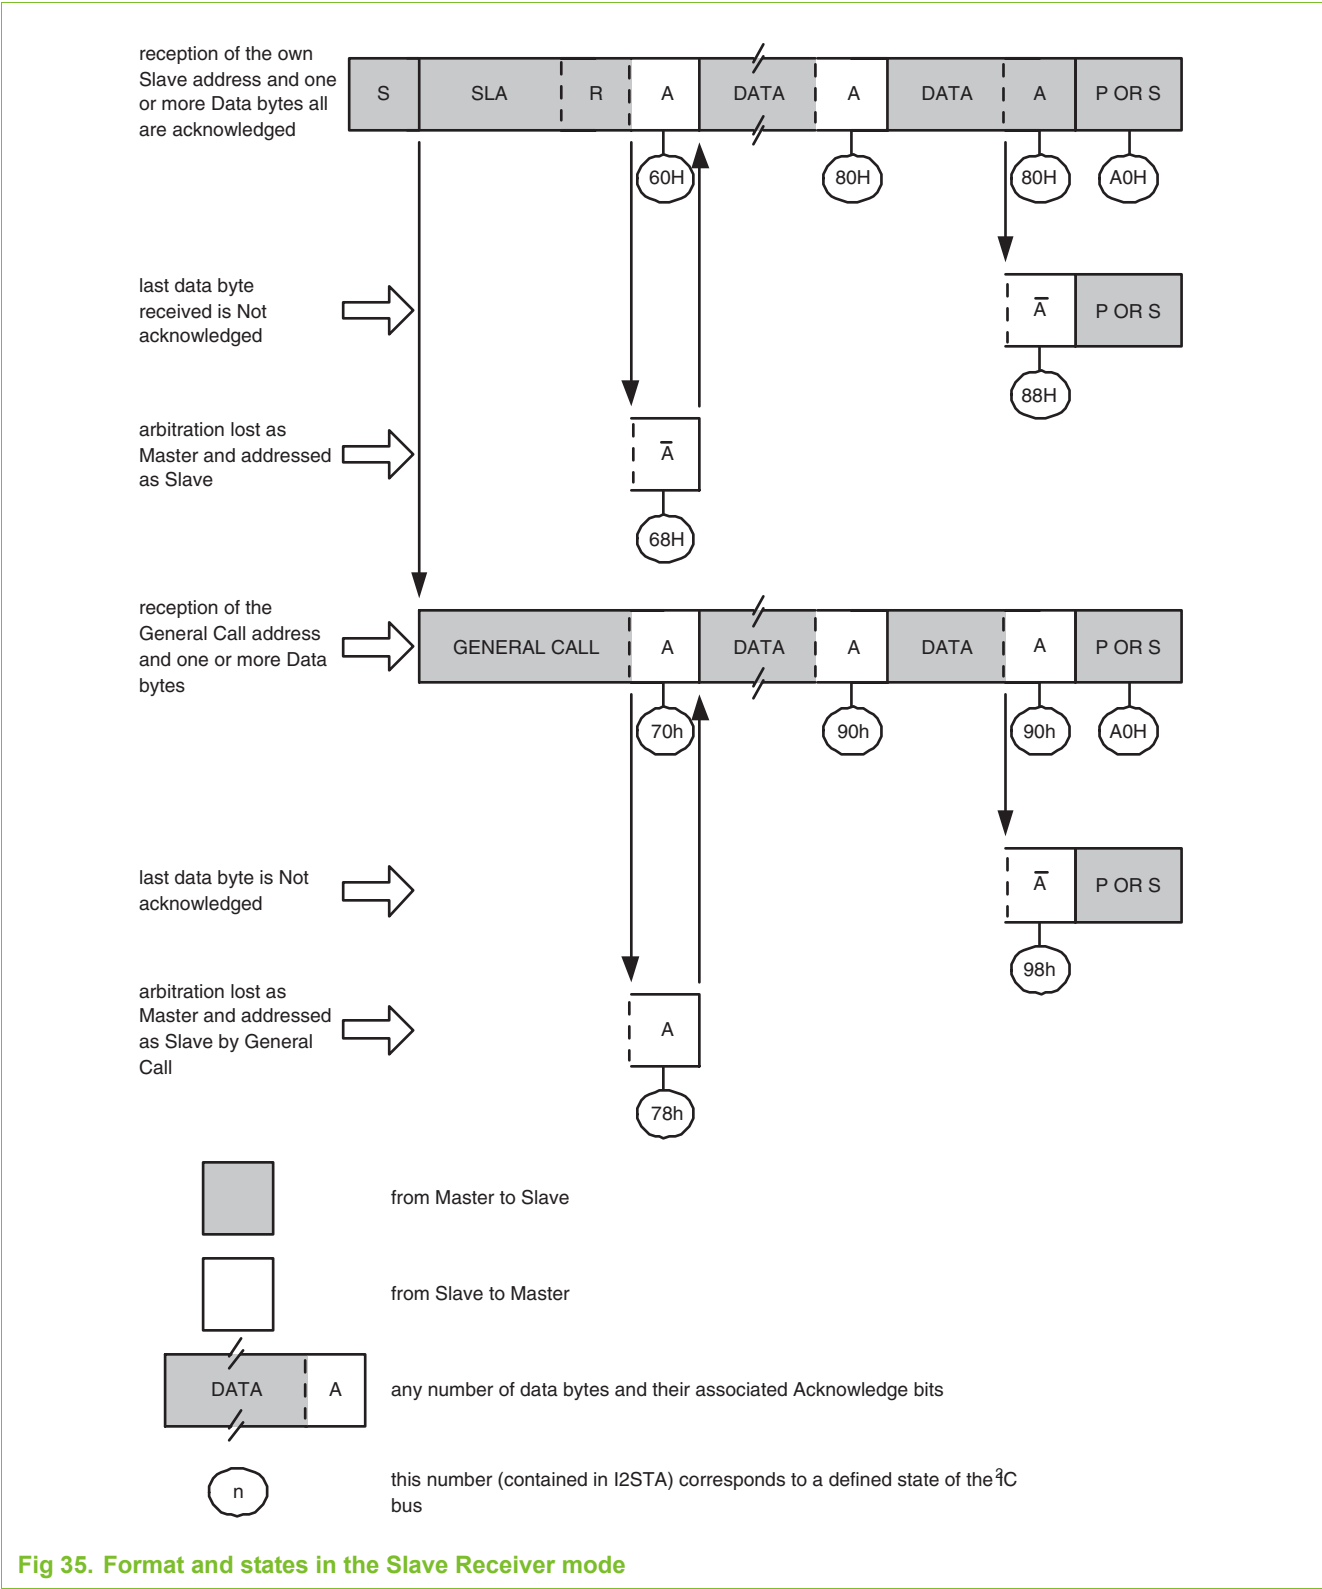 reception of the own
Slave address and one
or more Data bytes all
are acknowledged
S SLA R A DATA A DATA A P OR S
60H 80H 80H A0H
last data byte
received is Not
acknowledged
A̅ P OR S
88H
arbitration lost as
Master and addressed
as Slave
A̅
68H
reception of the
General Call address
and one or more Data
bytes
GENERAL CALL A DATA A DATA A P OR S
70h 90h 90h A0H
last data byte is Not
acknowledged
A̅ P OR S
98h
arbitration lost as
Master and addressed
as Slave by General
Call
A
78h
from Master to Slave
from Slave to Master
DATA A
any number of data bytes and their associated Acknowledge bits
n
this number (contained in I2STA) corresponds to a defined state of the I²C
bus
Fig 35. Format and states in the Slave Receiver mode